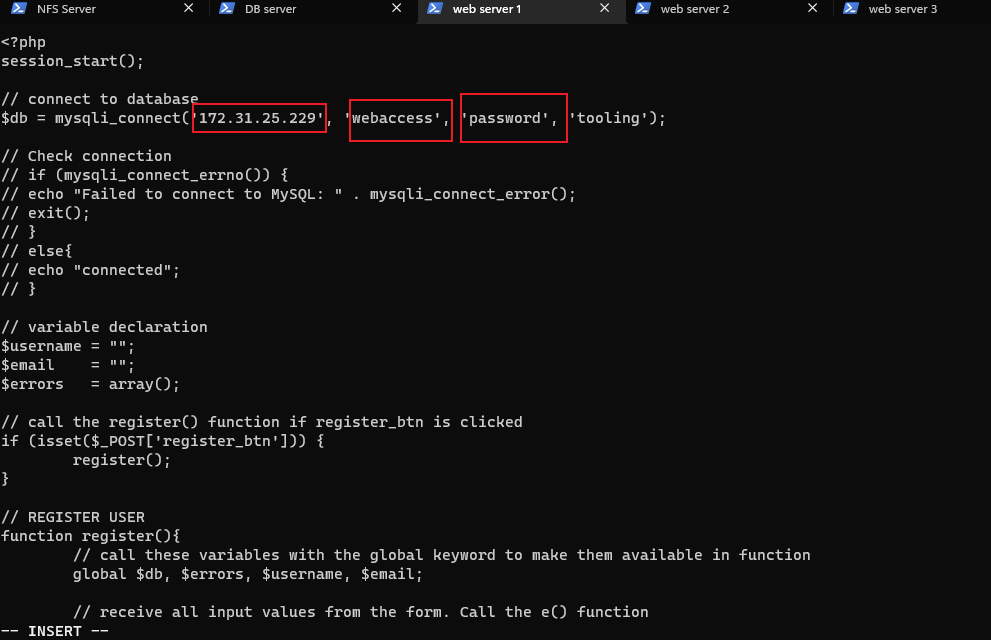 NFS Server DB server web server 1 web server 2 web server 3
<?php
session_start();
// connect to database
$db = mysqli_connect('172.31.25.229', 'webaccess', 'password', 'tooling');
// Check connection
// if (mysqli_connect_errno()) {
// echo "Failed to connect to MySQL: " . mysqli_connect_error();
// exit();
// }
// else{
// echo "connected";
// }
// variable declaration
$username = "";
$email    = "";
$errors   = array();
// call the register() function if register_btn is clicked
if (isset($_POST['register_btn'])) {
        register();
}
// REGISTER USER
function register(){
        // call these variables with the global keyword to make them available in function
        global $db, $errors, $username, $email;
        // receive all input values from the form. Call the e() function
-- INSERT --